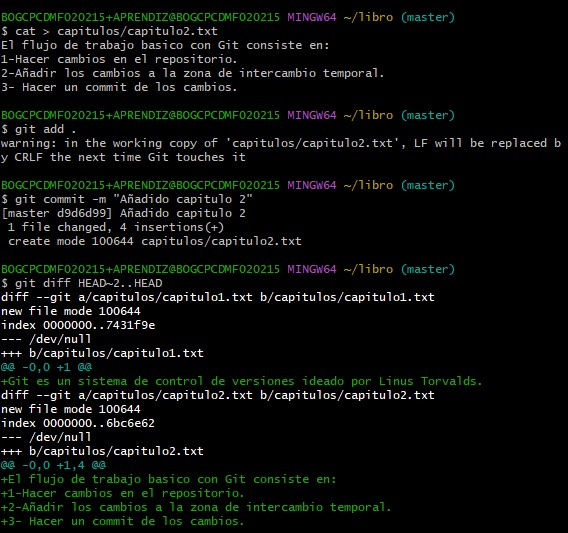 BOGCPCDMFO20215+APRENDIZ@BOGCPCDMFO20215 MINGW64 ~/libro (master)
$ cat > capitulos/capitulo2.txt
El flujo de trabajo basico con Git consiste en:
1-Hacer cambios en el repositorio.
2-Añadir los cambios a la zona de intercambio temporal.
3- Hacer un commit de los cambios.
BOGCPCDMFO20215+APRENDIZ@BOGCPCDMFO20215 MINGW64 ~/libro (master)
$ git add .
warning: in the working copy of 'capitulos/capitulo2.txt', LF will be replaced b
y CRLF the next time Git touches it
BOGCPCDMFO20215+APRENDIZ@BOGCPCDMFO20215 MINGW64 ~/libro (master)
$ git commit -m "Añadido capitulo 2"
[master d9d6d99] Añadido capitulo 2
 1 file changed, 4 insertions(+)
 create mode 100644 capitulos/capitulo2.txt
BOGCPCDMFO20215+APRENDIZ@BOGCPCDMFO20215 MINGW64 ~/libro (master)
$ git diff HEAD~2..HEAD
diff --git a/capitulos/capitulo1.txt b/capitulos/capitulo1.txt
new file mode 100644
index 0000000..7431f9e
--- /dev/null
+++ b/capitulos/capitulo1.txt
@@ -0,0 +1 @@
+Git es un sistema de control de versiones ideado por Linus Torvalds.
diff --git a/capitulos/capitulo2.txt b/capitulos/capitulo2.txt
new file mode 100644
index 0000000..6bc6e62
--- /dev/null
+++ b/capitulos/capitulo2.txt
@@ -0,0 +1,4 @@
+El flujo de trabajo basico con Git consiste en:
+1-Hacer cambios en el repositorio.
+2-Añadir los cambios a la zona de intercambio temporal.
+3- Hacer un commit de los cambios.